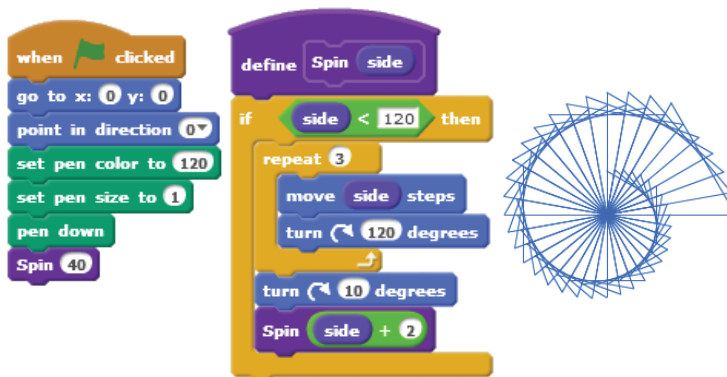 when clicked
go to x: 0 y: 0
point in direction 0
set pen color to 120
set pen size to 1
pen down
Spin 40
define Spin side
if side < 120 then
repeat 3
move side steps
turn 120 degrees
turn 10 degrees
Spin side + 2